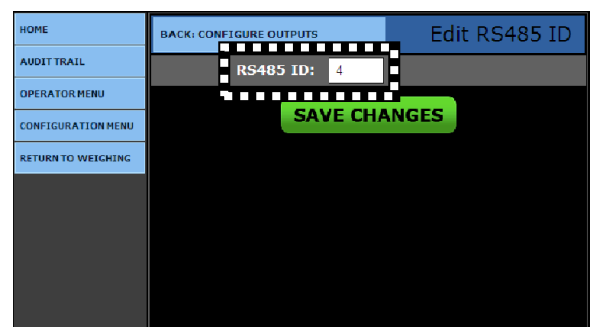 HOME
AUDIT TRAIL
OPERATOR MENU
CONFIGURATION MENU
RETURN TO WEIGHING
BACK: CONFIGURE OUTPUTS
Edit RS485 ID
RS485 ID: 4
SAVE CHANGES